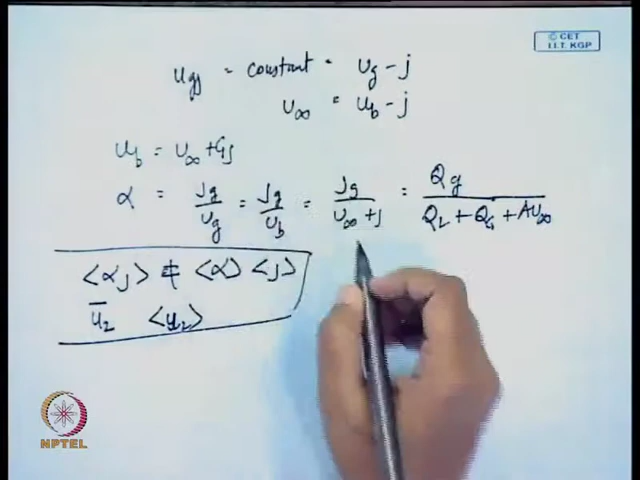 © CET
I.I.T. KGP
u_gj = constant = u_g - j
u_∞ = u_b - j
u_b = u_∞ + j
α = j_g/u_g = j_g/u_b = j_g/(u_∞ + j) = Q_g/(Q_L + Q_G + Au_∞)
<αj> ≠ <α> <j>
ū_2 <u_2>
NPTEL